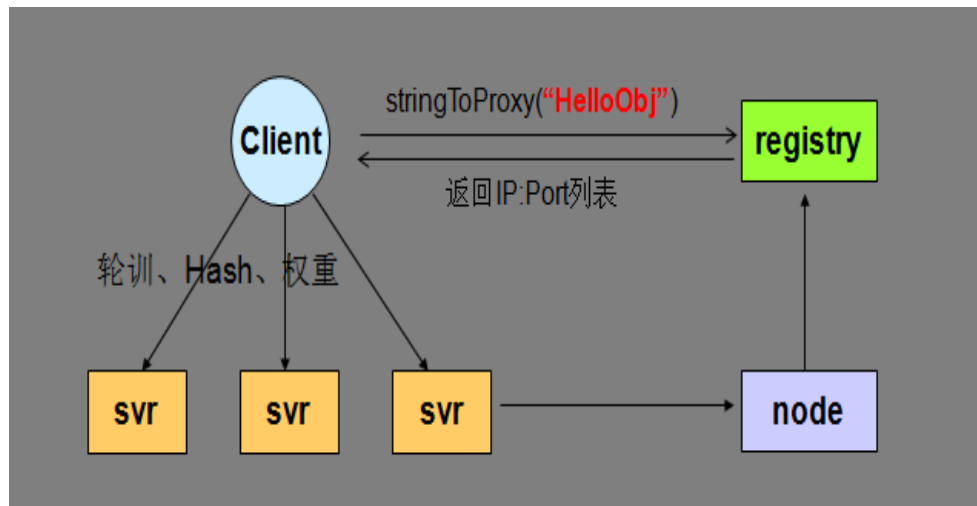 stringToProxy(“HelloObj”)
Client
registry
返回IP:Port列表
轮训、Hash、权重
svr
svr
svr
node